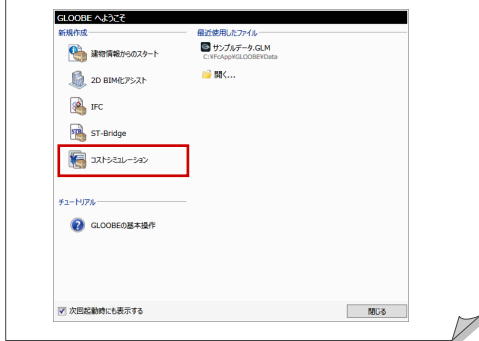 GLOOBE へようこそ
新規作成
建物情報からのスタート
2D BIM化アシスト
IFC
ST-Bridge
コストシミュレーション
チュートリアル
GLOOBEの基本操作
最近使用したファイル
サンプルデータ.GLM
C:¥FcApp¥GLOOBE¥Data
開く...
次回起動時にも表示する
閉じる